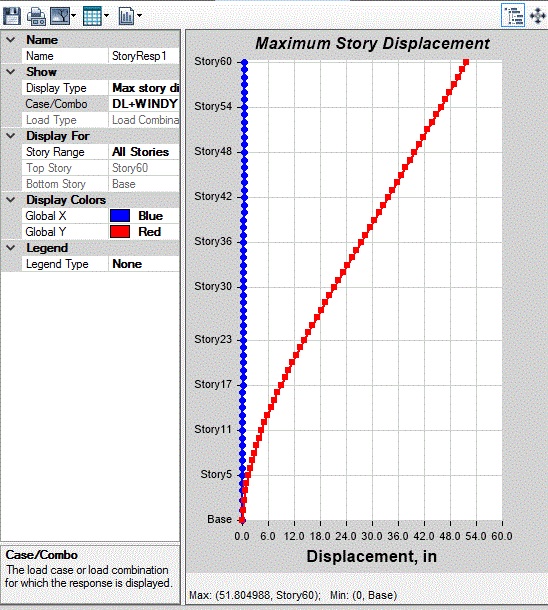 Name
Name StoryResp1
Show
Display Type Max story di
Case/Combo DL+WINDY
Load Type Load Combina
Display For
Story Range All Stories
Top Story Story60
Bottom Story Base
Display Colors
Global X Blue
Global Y Red
Legend
Legend Type None
Case/Combo
The load case or load combination
for which the response is displayed.
Maximum Story Displacement
Story60
Story54
Story48
Story42
Story36
Story30
Story23
Story17
Story11
Story5
Base
0.0 6.0 12.0 18.0 24.0 30.0 36.0 42.0 48.0 54.0 60.0
Displacement, in
Max: (51.804988, Story60); Min: (0, Base)